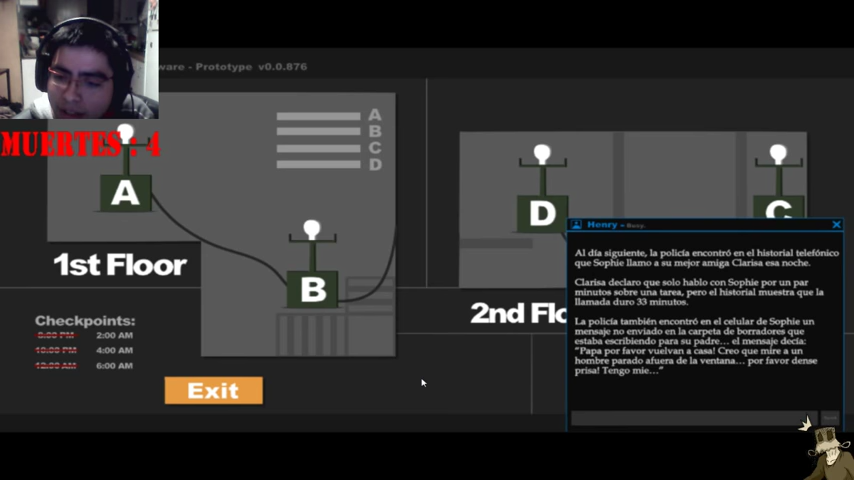 ware - Prototype v0.0.876
MUERTES : 4
A
B
C
D
A
B
D
C
1st Floor
2nd Flo
Checkpoints:
8:00 PM 2:00 AM
10:00 PM 4:00 AM
12:00 AM 6:00 AM
Exit
Henry - Busy.
Al día siguiente, la policía encontró en el historial telefónico
que Sophie llamo a su mejor amiga Clarisa esa noche.
Clarisa declaro que solo hablo con Sophie por un par
minutos sobre una tarea, pero el historial muestra que la
llamada duro 33 minutos.
La policía también encontró en el celular de Sophie un
mensaje no enviado en la carpeta de borradores que
estaba escribiendo para su padre... el mensaje decía:
"Papa por favor vuelvan a casa! Creo que mire a un
hombre parado afuera de la ventana... por favor dense
prisa! Tengo mie..."